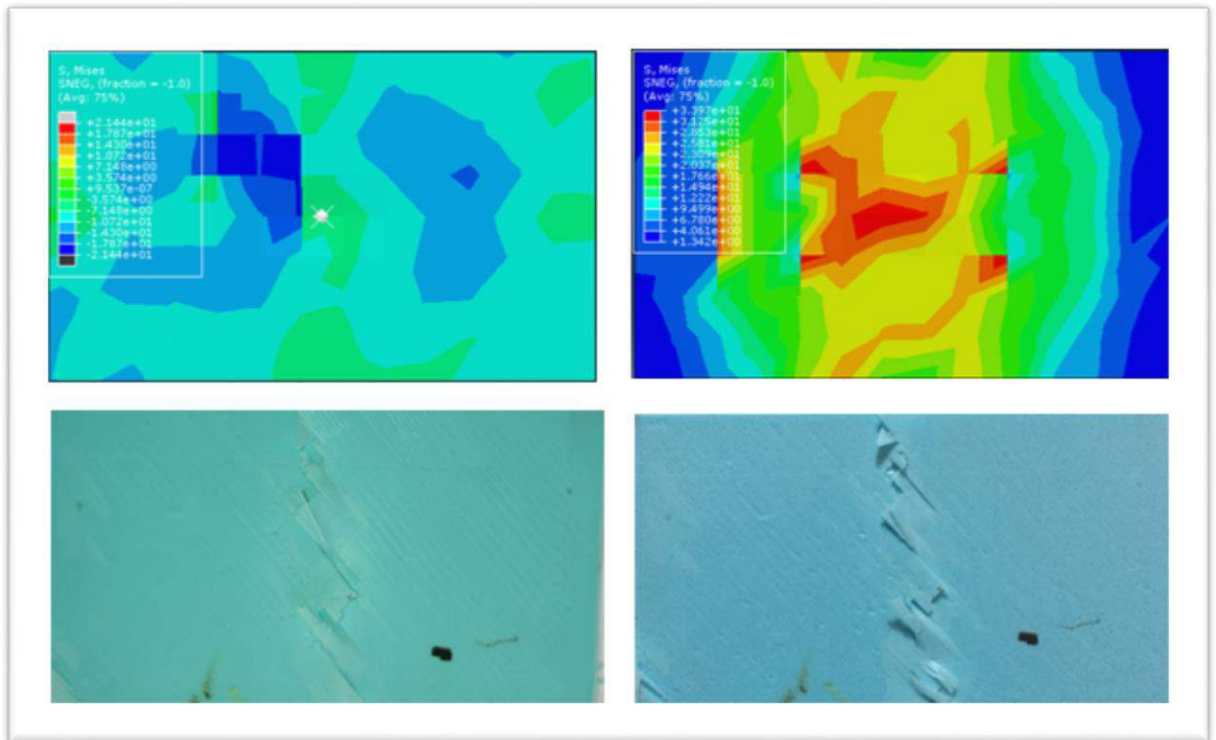 S, Mises
SNEG, (fraction = -1.0)
(Avg: 75%)
+2.144e+01
+1.787e+01
+1.430e+01
+1.072e+01
+7.148e+00
+3.574e+00
+9.537e-07
-3.574e+00
-7.148e+00
-1.072e+01
-1.430e+01
-1.787e+01
-2.144e+01
S, Mises
SNEG, (fraction = -1.0)
(Avg: 75%)
+3.397e+01
+3.126e+01
+2.853e+01
+2.581e+01
+2.309e+01
+2.037e+01
+1.766e+01
+1.494e+01
+1.222e+01
+9.499e+00
+6.780e+00
+4.061e+00
+1.342e+00